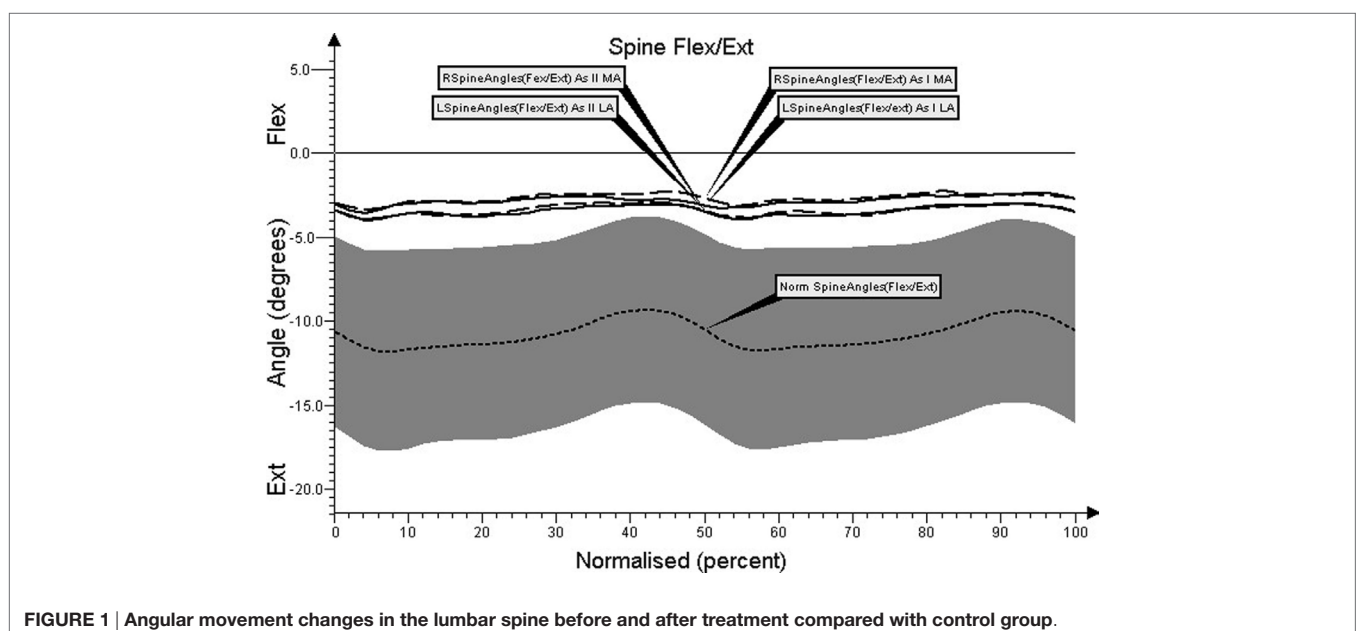 Spine Flex/Ext
RSpineAngles(Fex/Ext) As II MA
RSpineAngles(Flex/Ext) As I MA
LSpineAngles(Flex/Ext) As II LA
LSpineAngles(Flex/ext) As I LA
Norm SpineAngles(Flex/Ext)
Flex
Angle (degrees)
Ext
5.0
0.0
-5.0
-10.0
-15.0
-20.0
0 10 20 30 40 50 60 70 80 90 100
Normalised (percent)
FIGURE 1 | Angular movement changes in the lumbar spine before and after treatment compared with control group.